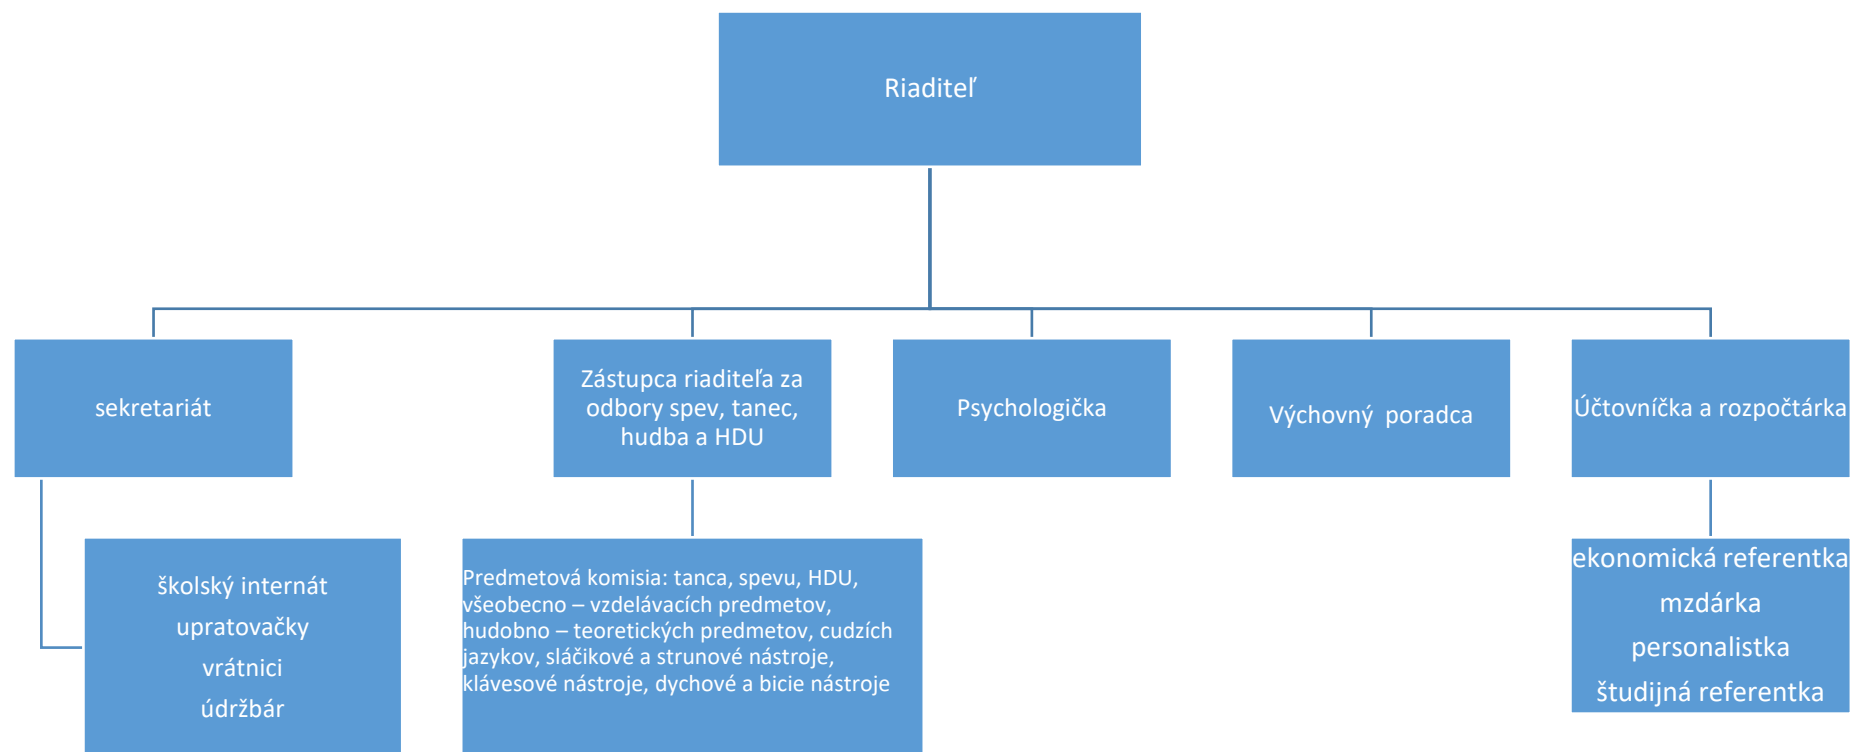 Riaditeľ
sekretariát
Zástupca riaditeľa za
odbory spev, tanec,
hudba a HDU
Psychologička
Výchovný  poradca
Účtovníčka a rozpočtárka
školský internát
upratovačky
vrátnici
údržbár
Predmetová komisia: tanca, spevu, HDU,
všeobecno – vzdelávacích predmetov,
hudobno – teoretických predmetov, cudzích
jazykov, sláčikové a strunové nástroje,
klávesové nástroje, dychové a bicie nástroje
ekonomická referentka
mzdárka
personalistka
študijná referentka